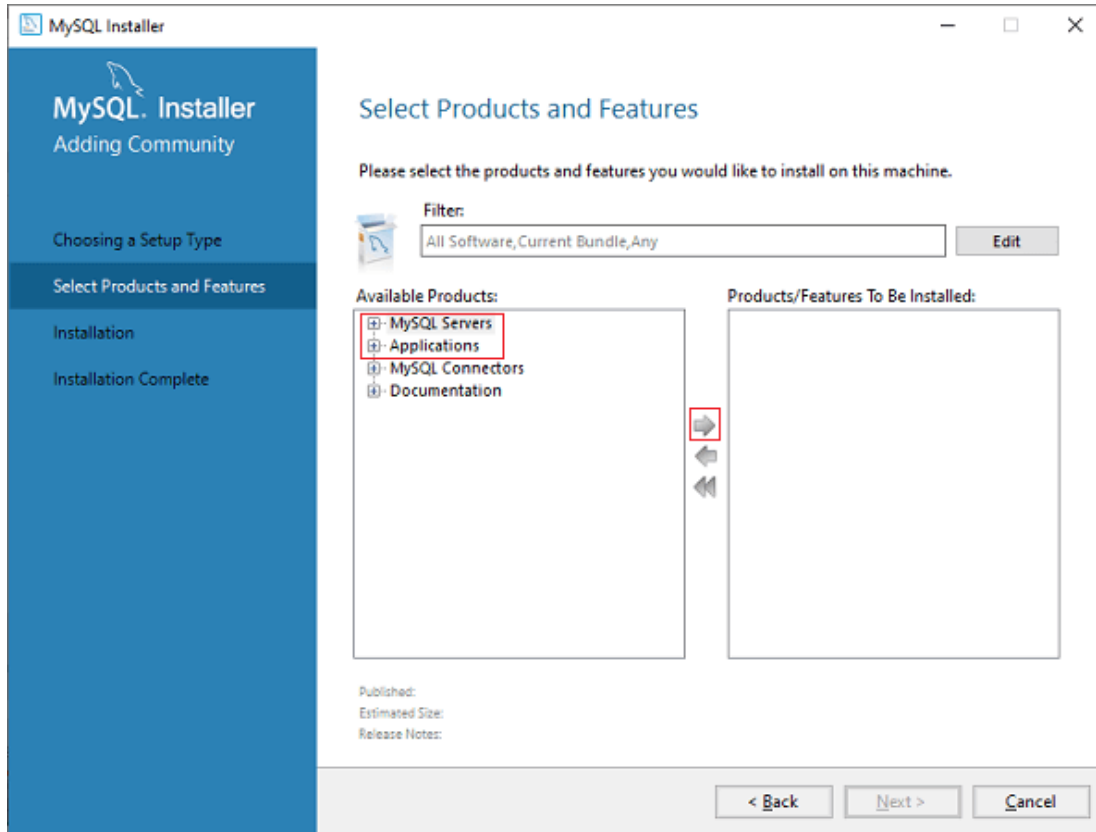 MySQL Installer
MySQL. Installer
Adding Community
Choosing a Setup Type
Select Products and Features
Installation
Installation Complete
Select Products and Features
Please select the products and features you would like to install on this machine.
Filter:
All Software,Current Bundle,Any
Edit
Available Products:
MySQL Servers
Applications
MySQL Connectors
Documentation
Products/Features To Be Installed:
Published:
Estimated Size:
Release Notes:
< Back
Next >
Cancel